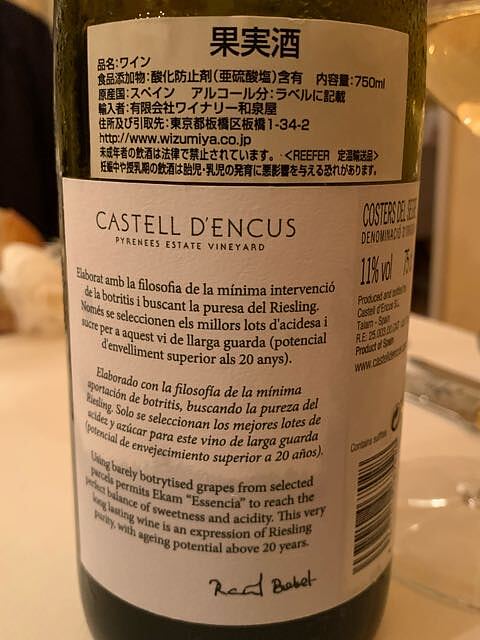 果実酒
品名:ワイン
食品添加物:酸化防止剤(亜硫酸塩)含有 内容量:750ml
原産国:スペイン アルコール分:ラベルに記載
輸入者:有限会社ワイナリー和泉屋
住所及び引取先:東京都板橋区板橋1-34-2
http://www.wizumiya.co.jp
未成年者の飲酒は法律で禁止されています。<REEFER 定温輸送品>
妊娠中や授乳期の飲酒は胎児・乳児の発育に悪影響を与える恐れがあります。
CASTELL D'ENCUS
PYRENEES ESTATE VINEYARD
Elaborat amb la filosofia de la mínima intervenció
de la botritis i buscant la puresa del Riesling.
Només se seleccionen els millors lots d'acidesa i
sucre per a aquest vi de llarga guarda (potencial
d'envelliment superior als 20 anys).
Elaborado con la filosofía de la mínima
aportación de botritis, buscando la pureza del
Riesling. Solo se seleccionan los mejores lotes de
acidez y azúcar para este vino de larga guarda
(potencial de envejecimiento superior a 20 años).
Using barely botrytised grapes from selected
parcels permits Ekam "Essencia" to reach the
perfect balance of sweetness and acidity. This very
long lasting wine is an expression of Riesling
purity, with ageing potential above 20 years.
COSTERS DEL
DENOMINACIÓ
11% vol
Produced and
Castell d'Encus S.L.
Talarn - Spain
Product of Spain
Contains sulfites